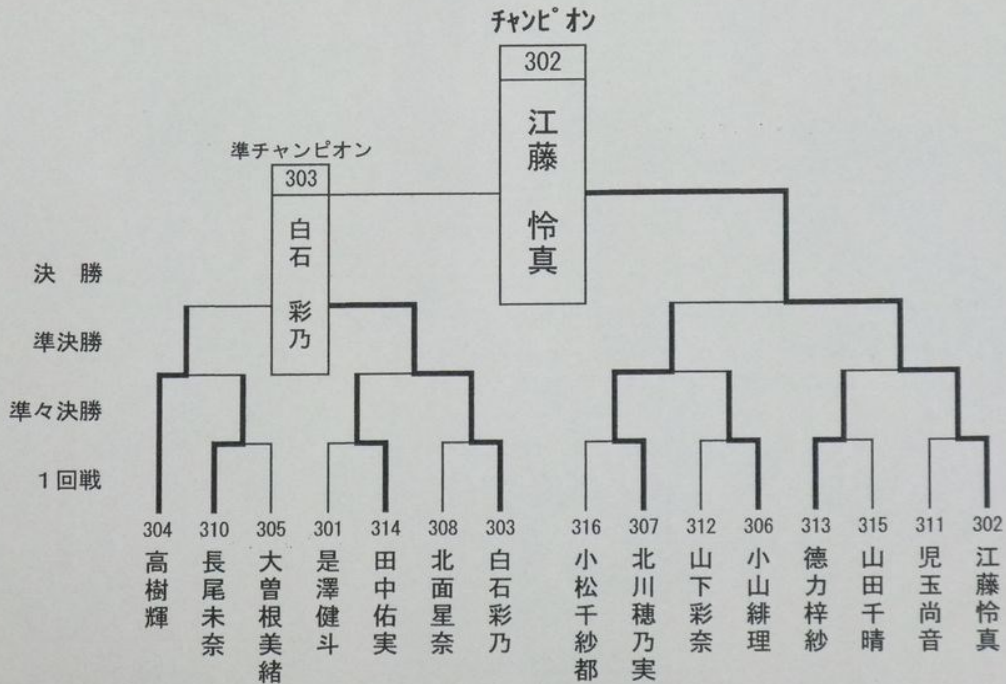 チャンピオン
302
江藤 怜真
準チャンピオン
303
白石 彩乃
決 勝
準決勝
準々決勝
1回戦
304 高樹輝
310 長尾未奈
305 大曽根美緒
301 是澤健斗
314 田中佑実
308 北面星奈
303 白石彩乃
316 小松千紗都
307 北川穂乃実
312 山下彩奈
306 小山緋理
313 徳力梓紗
315 山田千晴
311 児玉尚音
302 江藤怜真